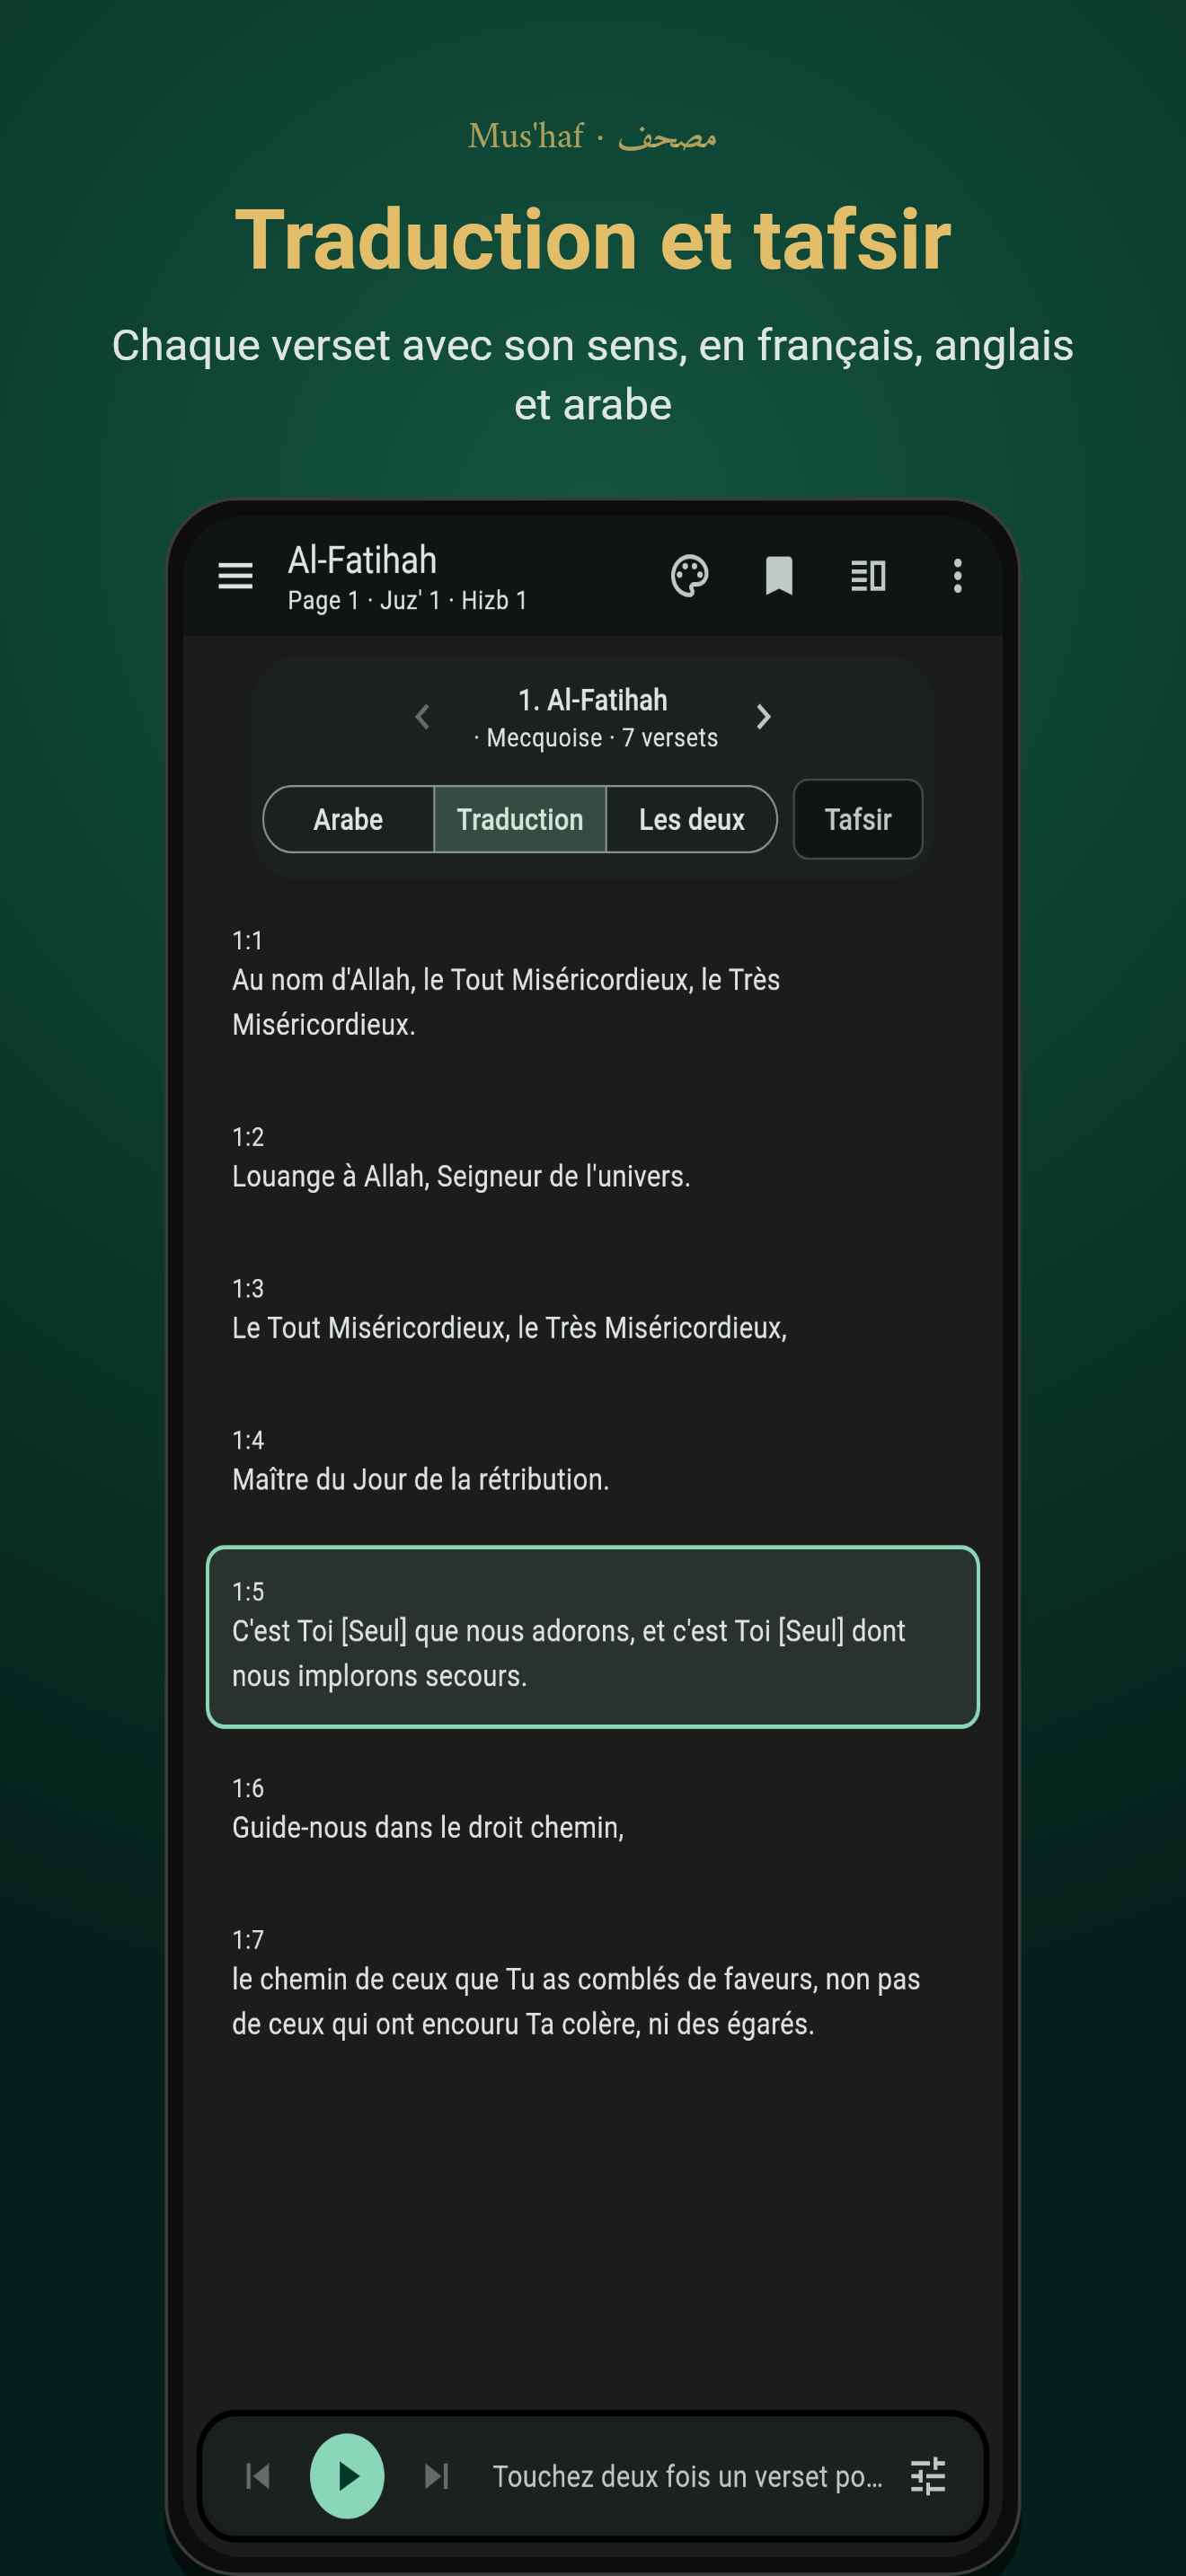 Mus'haf · مصحف
Traduction et tafsir
Chaque verset avec son sens, en français, anglais
et arabe
Al-Fatihah
Page 1 · Juz' 1 · Hizb 1
1. Al-Fatihah
· Mecquoise · 7 versets
Arabe Traduction Les deux Tafsir
1:1
Au nom d'Allah, le Tout Miséricordieux, le Très
Miséricordieux.
1:2
Louange à Allah, Seigneur de l'univers.
1:3
Le Tout Miséricordieux, le Très Miséricordieux,
1:4
Maître du Jour de la rétribution.
1:5
C'est Toi [Seul] que nous adorons, et c'est Toi [Seul] dont
nous implorons secours.
1:6
Guide-nous dans le droit chemin,
1:7
le chemin de ceux que Tu as comblés de faveurs, non pas
de ceux qui ont encouru Ta colère, ni des égarés.
Touchez deux fois un verset po…